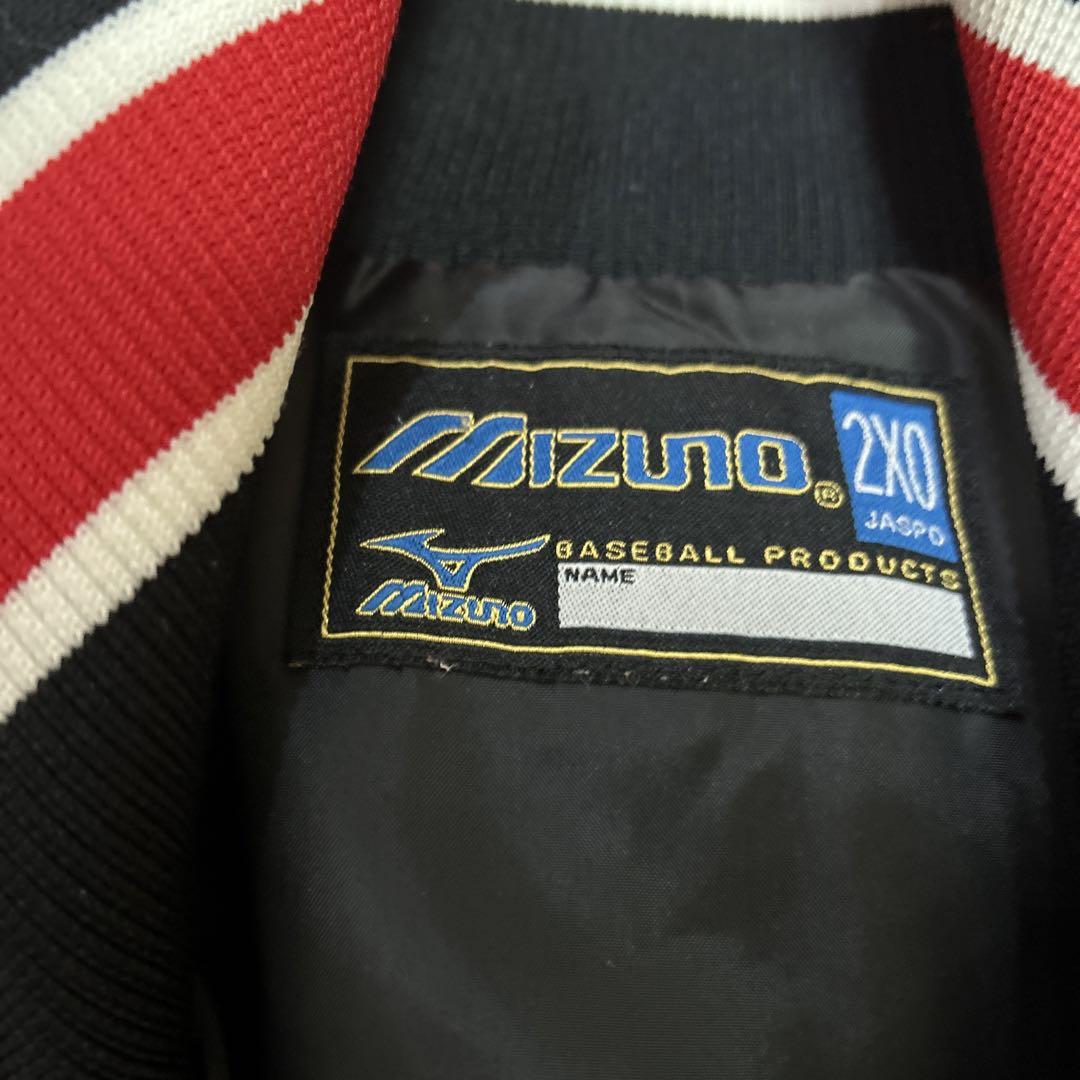 MIZUNO®
2XO
JASPO
MIZUNO
BASEBALL PRODUCTS
NAME